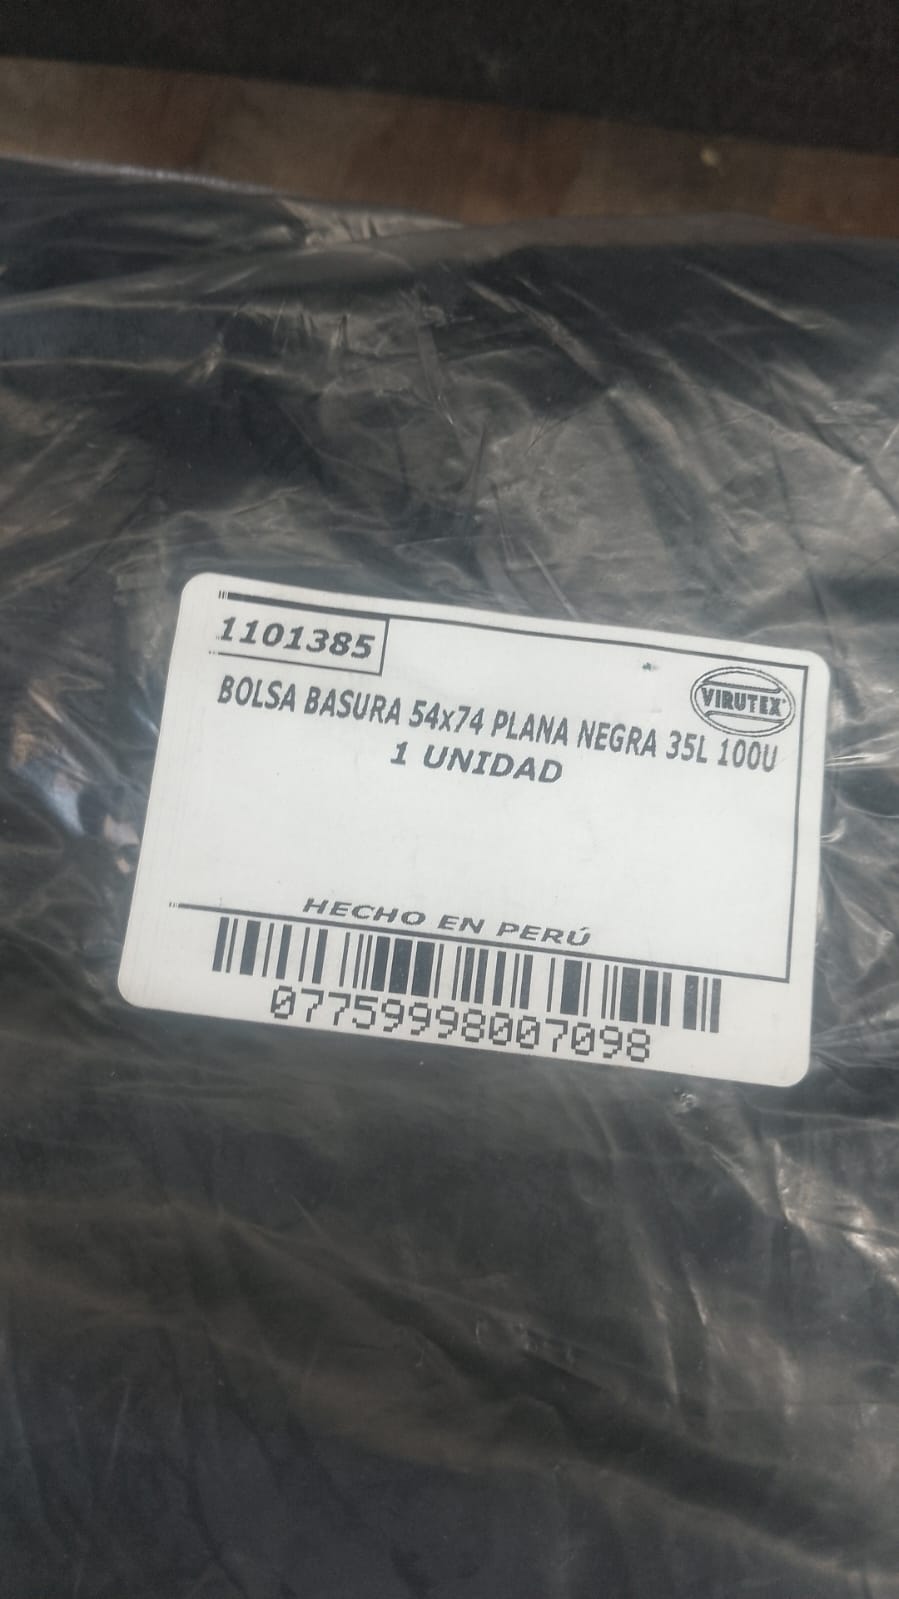 1101385
VIRUTEX®
BOLSA BASURA 54x74 PLANA NEGRA 35L 100U
1 UNIDAD
HECHO EN PERÚ
07759998007098